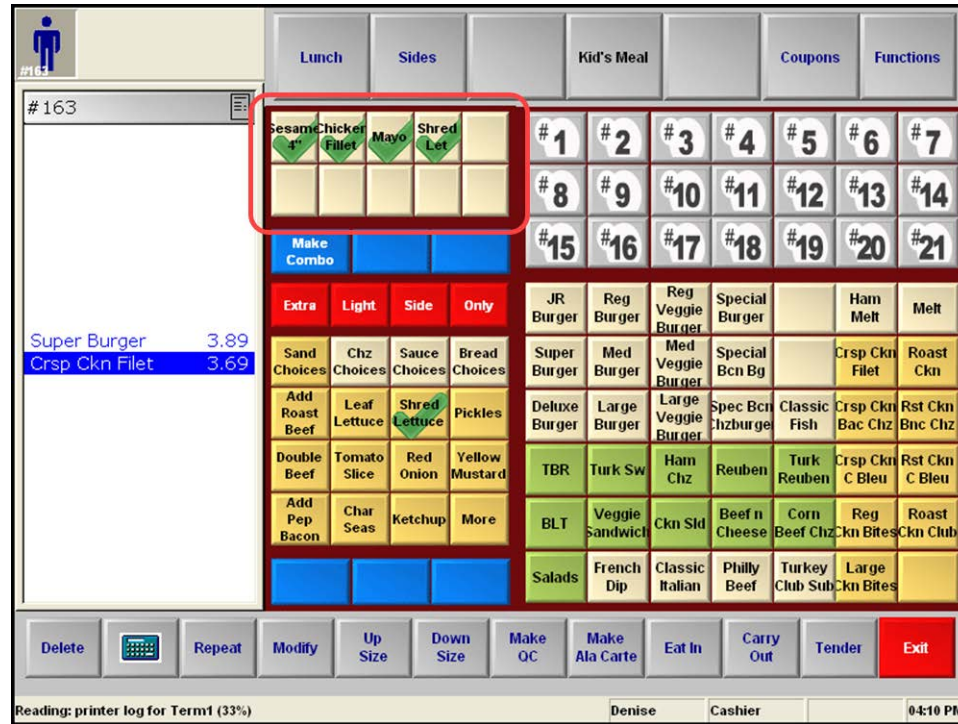 #163
Lunch
Sides
Kid's Meal
Coupons
Functions
#163
Sesame 4"
Chicken Fillet
Mayo
Shred Let
#1 #2 #3 #4 #5 #6 #7
#8 #9 #10 #11 #12 #13 #14
#15 #16 #17 #18 #19 #20 #21
Make Combo
Extra
Light
Side
Only
Super Burger 3.89
Crsp Ckn Filet 3.69
Sand Choices
Chz Choices
Sauce Choices
Bread Choices
Add Roast Beef
Leaf Lettuce
Shred Lettuce
Pickles
Double Beef
Tomato Slice
Red Onion
Yellow Mustard
Add Pep Bacon
Char Seas
Ketchup
More
JR Burger
Reg Burger
Reg Veggie Burger
Special Burger
Ham Melt
Melt
Super Burger
Med Burger
Med Veggie Burger
Special Bcn Bg
Crsp Ckn Filet
Roast Ckn
Deluxe Burger
Large Burger
Large Veggie Burger
Spec Bcn Chzburger
Classic Fish
Crsp Ckn Bac Chz
Rst Ckn Bnc Chz
TBR
Turk Sw
Ham Chz
Reuben
Turk Reuben
Crsp Ckn C Bleu
Rst Ckn C Bleu
BLT
Veggie Sandwich
Ckn Sld
Beef n Cheese
Corn Beef Chz
Reg Ckn Bites
Roast Ckn Club
Salads
French Dip
Classic Italian
Philly Beef
Turkey Club Sub
Large Ckn Bites
Delete
Repeat
Modify
Up Size
Down Size
Make QC
Make Ala Carte
Eat In
Carry Out
Tender
Exit
Reading: printer log for Term1 (33%)
Denise
Cashier
04:10 PM